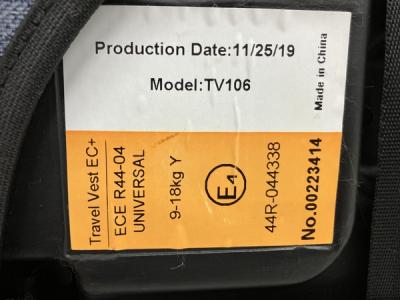 Production Date:11/25/19
Model:TV106
Made in China
Travel Vest EC+
ECE R44-04
UNIVERSAL
9-18kg Y
E4
44R-044338
No.00223414